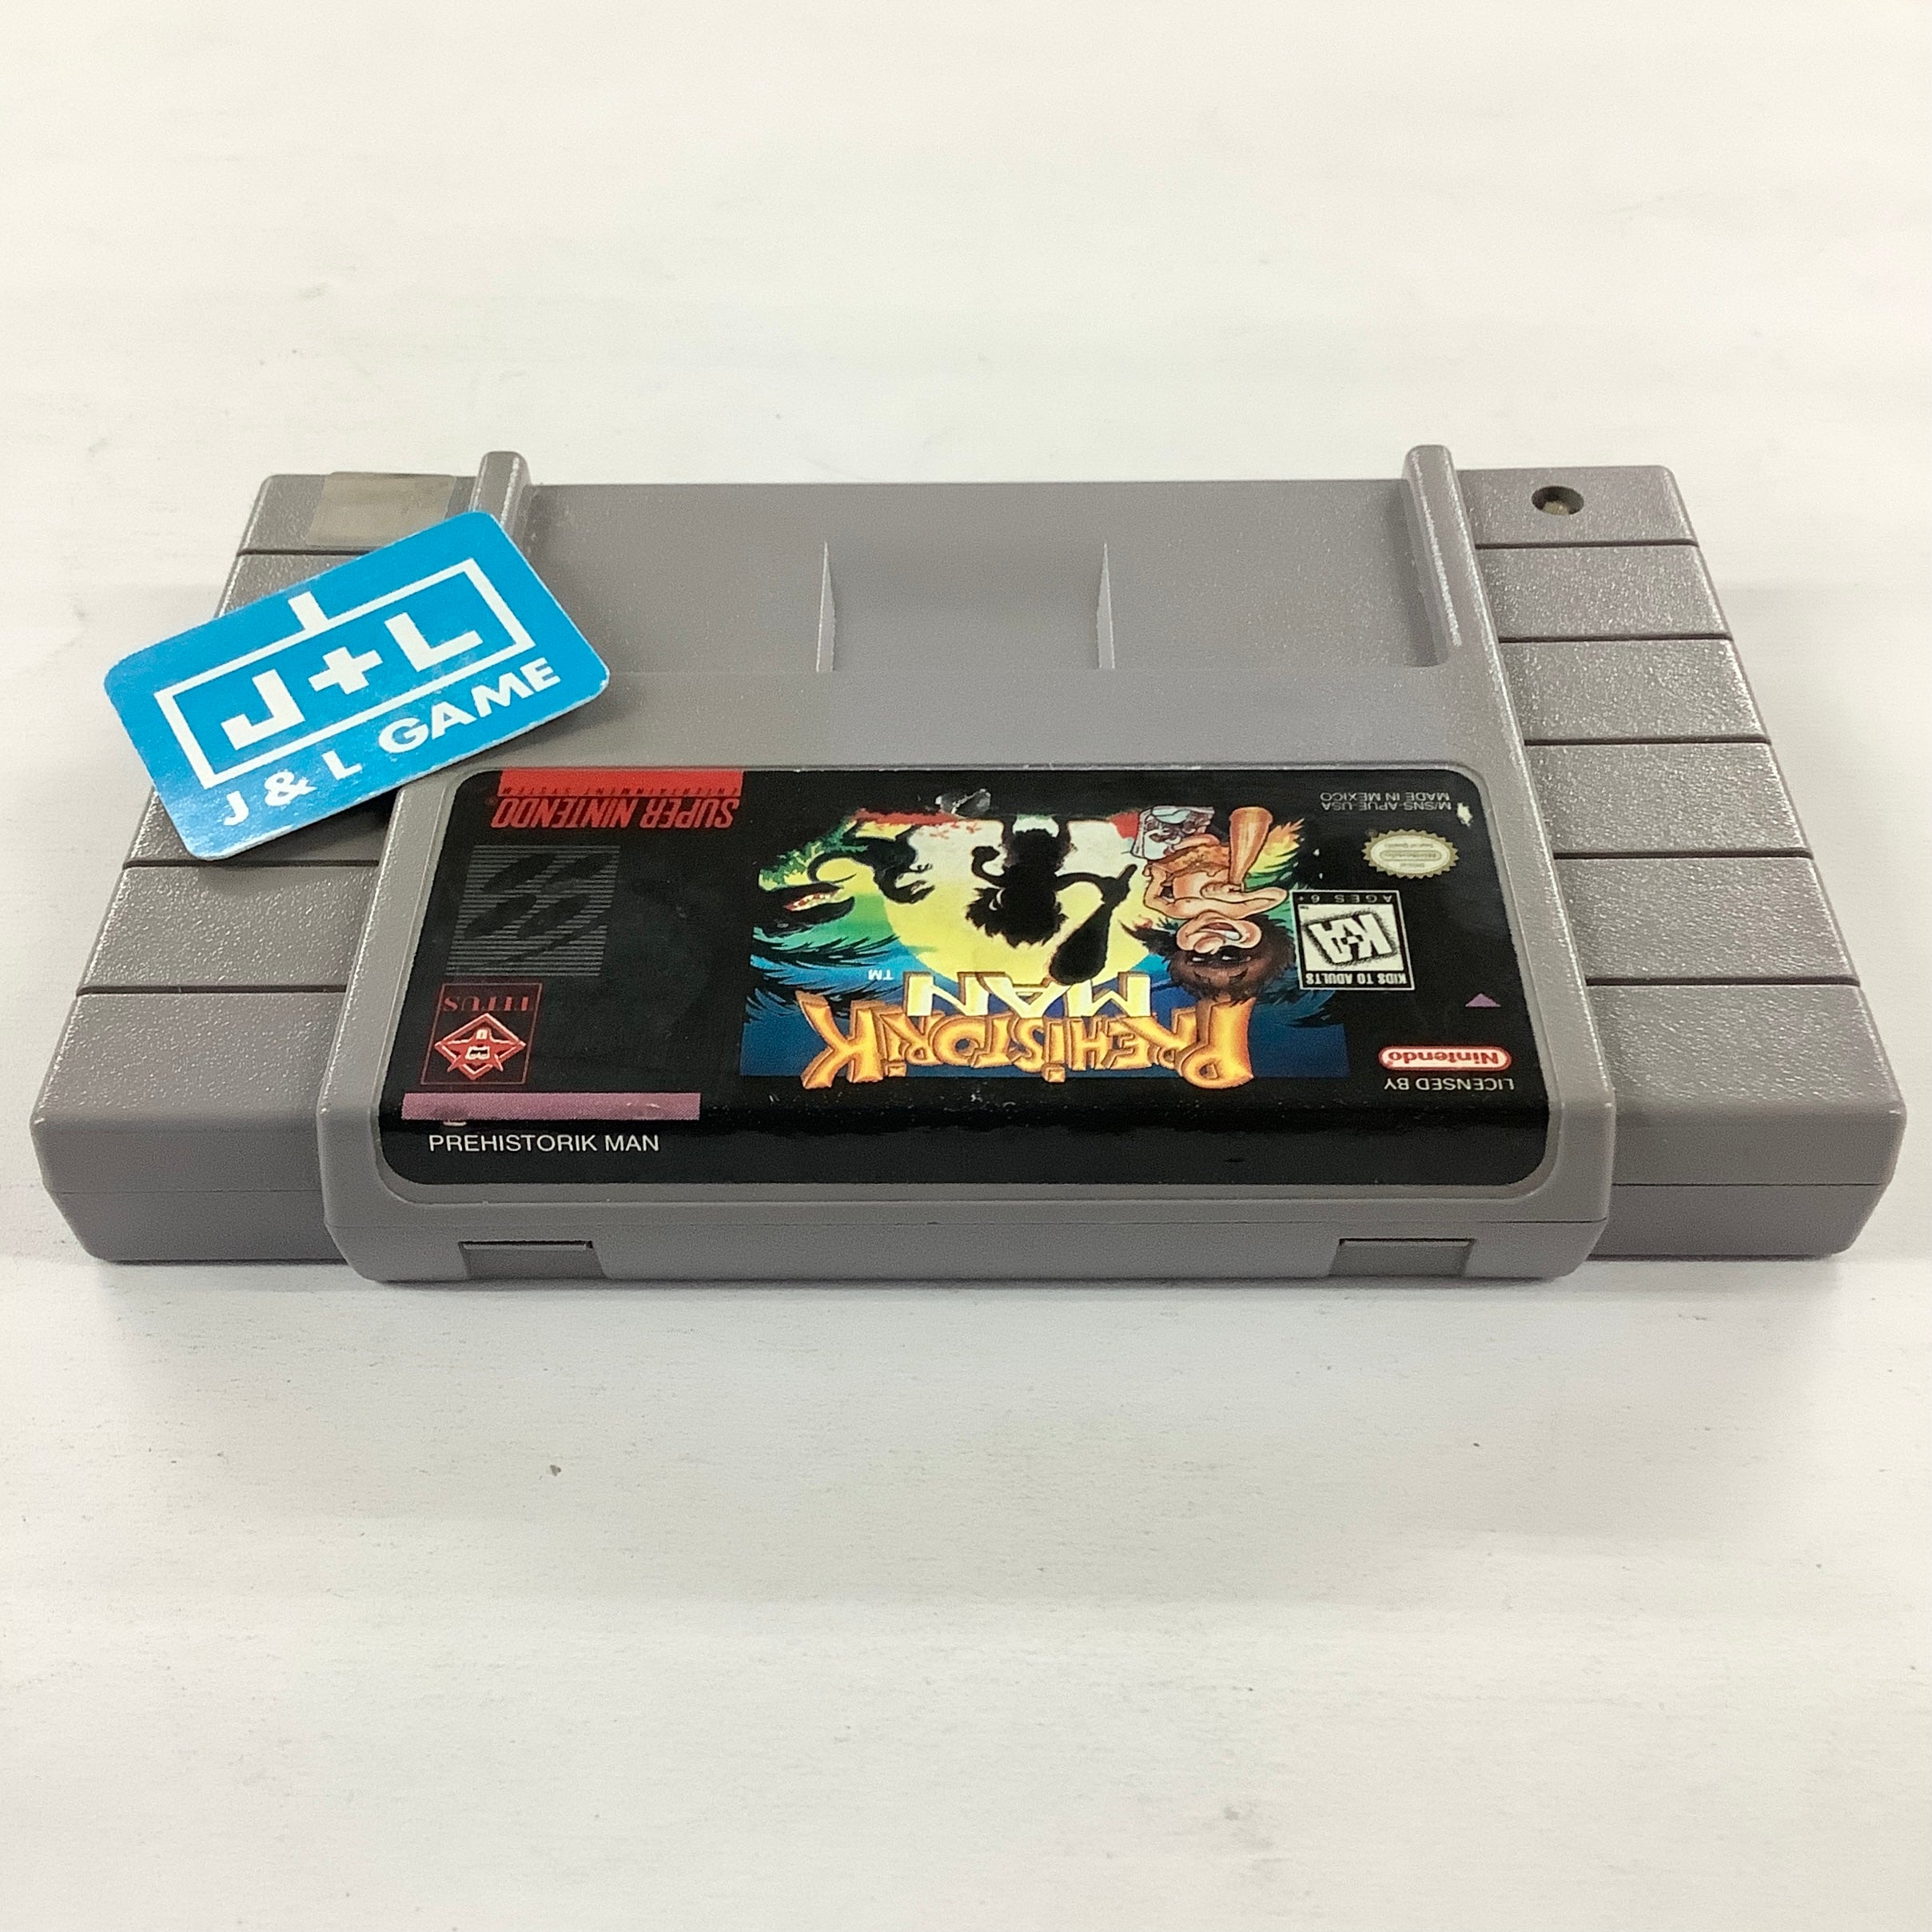 J+L
J & L GAME
SUPER NINTENDO
ENTERTAINMENT SYSTEM
M/SNS-APUE-USA
MADE IN MEXICO
PREHISTORIK
MAN
TM
KIDS TO ADULTS
K-A
AGES 6+
TITUS
LICENSED BY
Nintendo
PREHISTORIK MAN